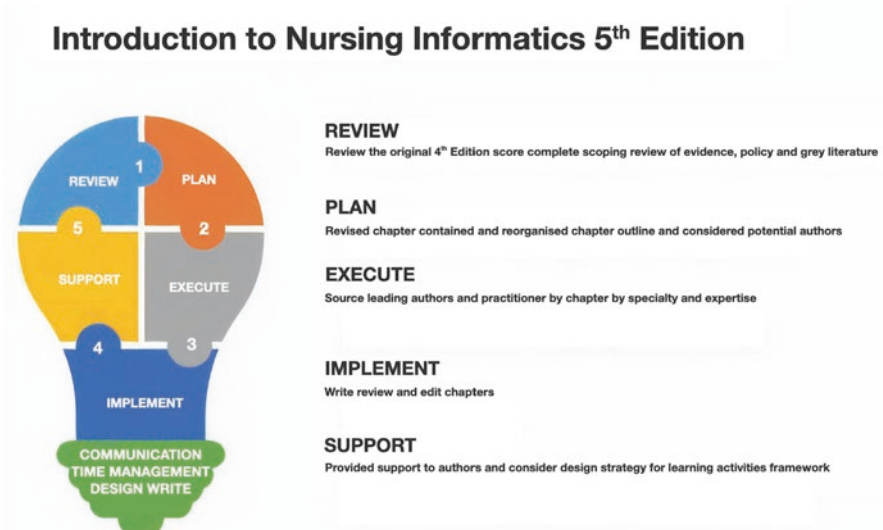 Introduction to Nursing Informatics 5th Edition
REVIEW
1
PLAN
5
2
SUPPORT
EXECUTE
4
3
IMPLEMENT
COMMUNICATION
TIME MANAGEMENT
DESIGN WRITE
REVIEW
Review the original 4th Edition score complete scoping review of evidence, policy and grey literature
PLAN
Revised chapter contained and reorganised chapter outline and considered potential authors
EXECUTE
Source leading authors and practitioner by chapter by specialty and expertise
IMPLEMENT
Write review and edit chapters
SUPPORT
Provided support to authors and consider design strategy for learning activities framework